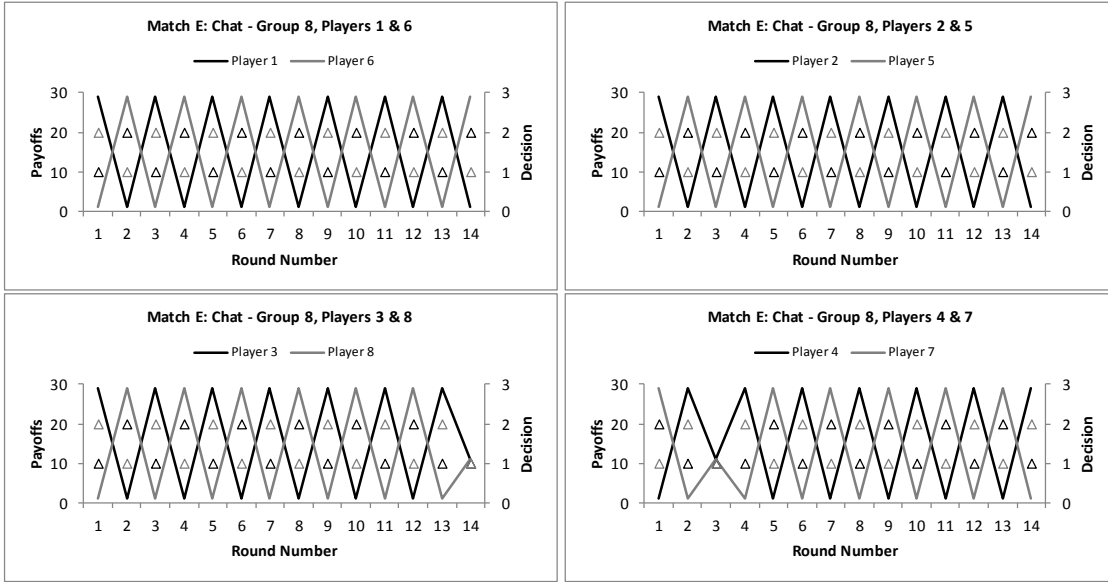 Match E: Chat - Group 8, Players 1 & 6
Player 1 Player 6
30
20
10
0
Payoffs
3
2
1
0
Decision
1 2 3 4 5 6 7 8 9 10 11 12 13 14
Round Number
Match E: Chat - Group 8, Players 2 & 5
Player 2 Player 5
30
20
10
0
Payoffs
3
2
1
0
Decision
1 2 3 4 5 6 7 8 9 10 11 12 13 14
Round Number
Match E: Chat - Group 8, Players 3 & 8
Player 3 Player 8
30
20
10
0
Payoffs
3
2
1
0
Decision
1 2 3 4 5 6 7 8 9 10 11 12 13 14
Round Number
Match E: Chat - Group 8, Players 4 & 7
Player 4 Player 7
30
20
10
0
Payoffs
3
2
1
0
Decision
1 2 3 4 5 6 7 8 9 10 11 12 13 14
Round Number